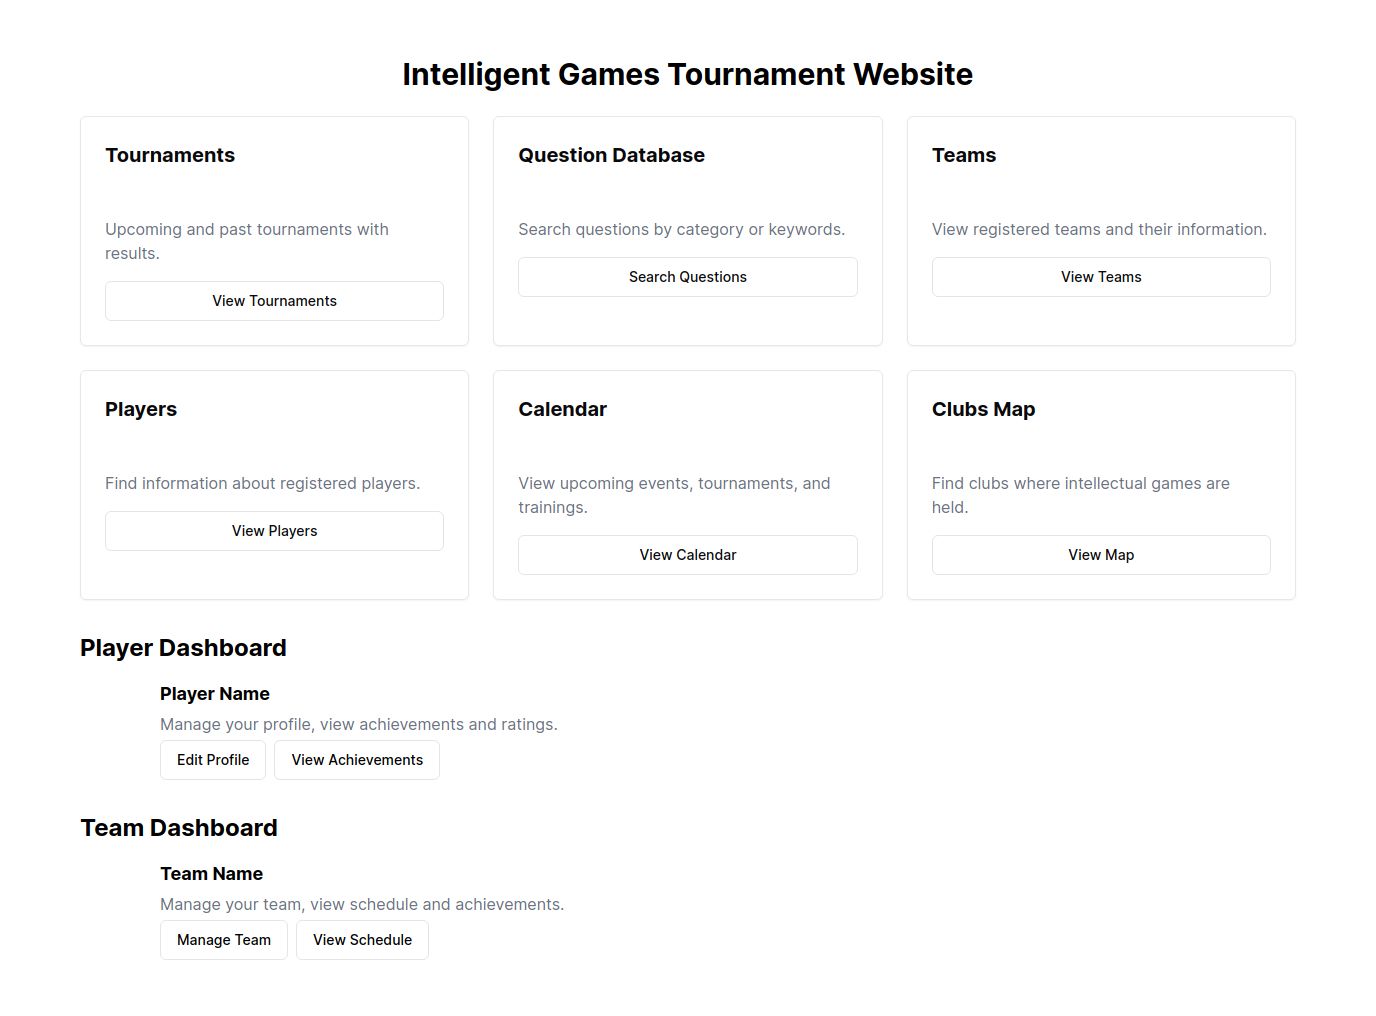 Intelligent Games Tournament Website
Tournaments
Upcoming and past tournaments with
results.
View Tournaments
Question Database
Search questions by category or keywords.
Search Questions
Teams
View registered teams and their information.
View Teams
Players
Find information about registered players.
View Players
Calendar
View upcoming events, tournaments, and
trainings.
View Calendar
Clubs Map
Find clubs where intellectual games are
held.
View Map
Player Dashboard
Player Name
Manage your profile, view achievements and ratings.
Edit Profile
View Achievements
Team Dashboard
Team Name
Manage your team, view schedule and achievements.
Manage Team
View Schedule